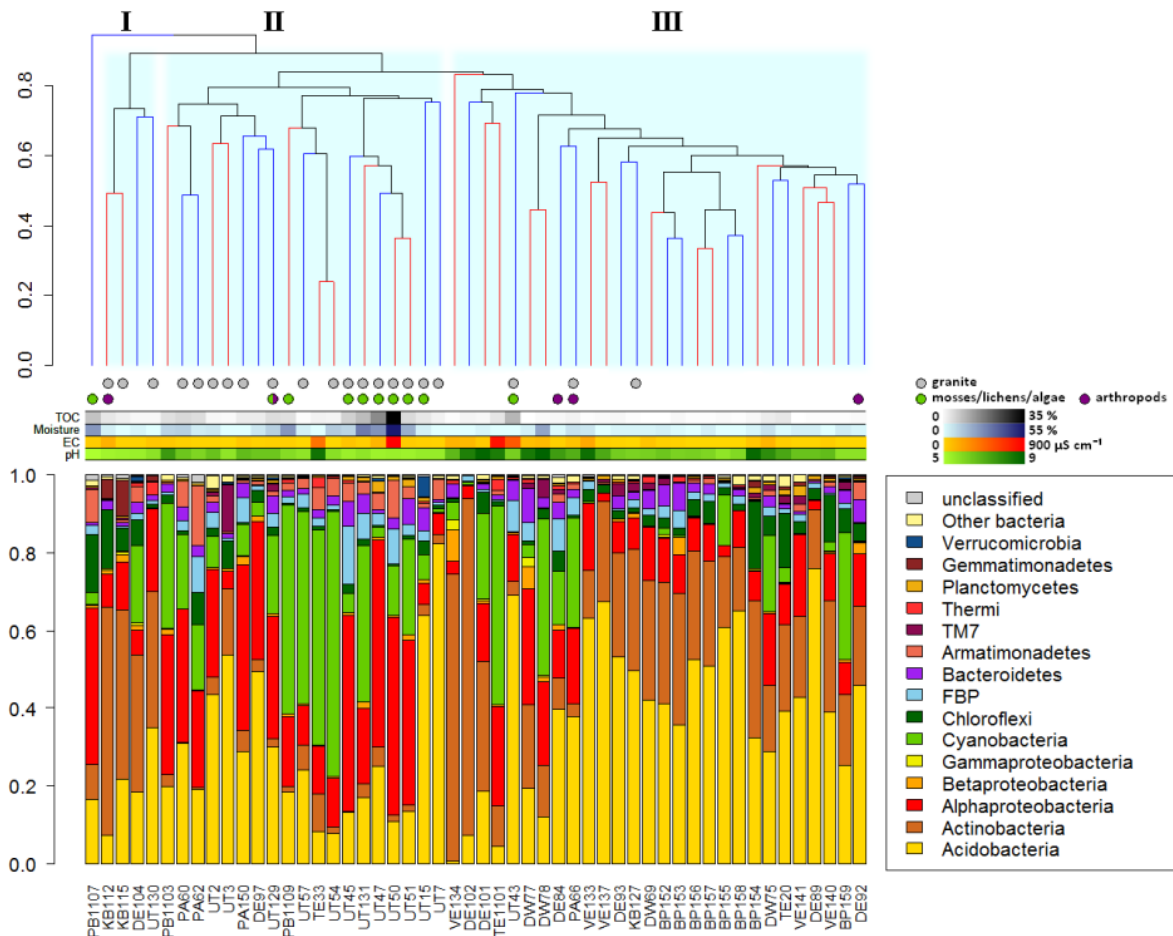 I II III
0.8
0.6
0.4
0.2
0.0
granite
mosses/lichens/algae arthropods
TOC 0 35 %
Moisture 0 55 %
EC 0 900 µS cm⁻¹
pH 5 9
1.0
0.8
0.6
0.4
0.2
0.0
unclassified
Other bacteria
Verrucomicrobia
Gemmatimonadetes
Planctomycetes
Thermi
TM7
Armatimonadetes
Bacteroidetes
FBP
Chloroflexi
Cyanobacteria
Gammaproteobacteria
Betaproteobacteria
Alphaproteobacteria
Actinobacteria
Acidobacteria
PB1107
KB112
KB115
DE104
UT130
PB1103
PA60
PA62
UT2
UT3
PA150
DE97
UT129
PB1109
UT57
TE33
UT54
UT45
UT131
UT47
UT50
UT51
UT15
UT7
VE134
DE102
DE101
TE1101
UT43
DW77
DW78
DE84
PA66
VE133
VE137
DE93
KB127
DW69
BP152
BP153
BP156
BP157
BP155
BP158
BP154
DW75
TE20
VE141
DE89
VE140
BP159
DE92